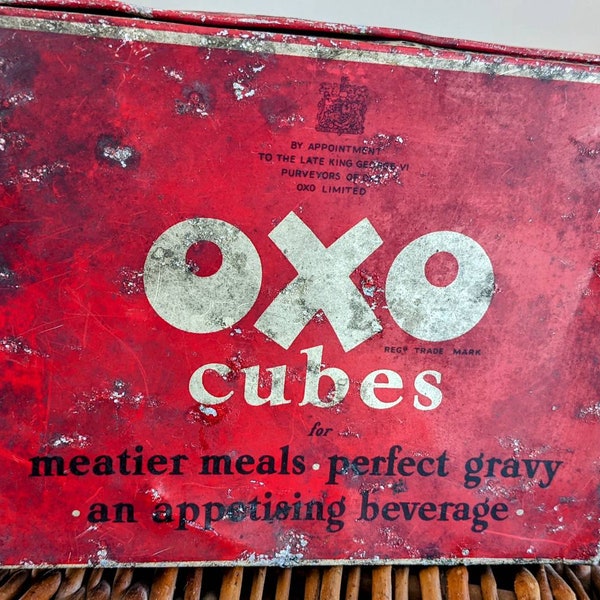 BY APPOINTMENT
TO THE LATE KING GEORGE VI
PURVEYORS OF
OXO LIMITED
OXO
REGD TRADE MARK
cubes
for
meatier meals · perfect gravy
· an appetising beverage ·